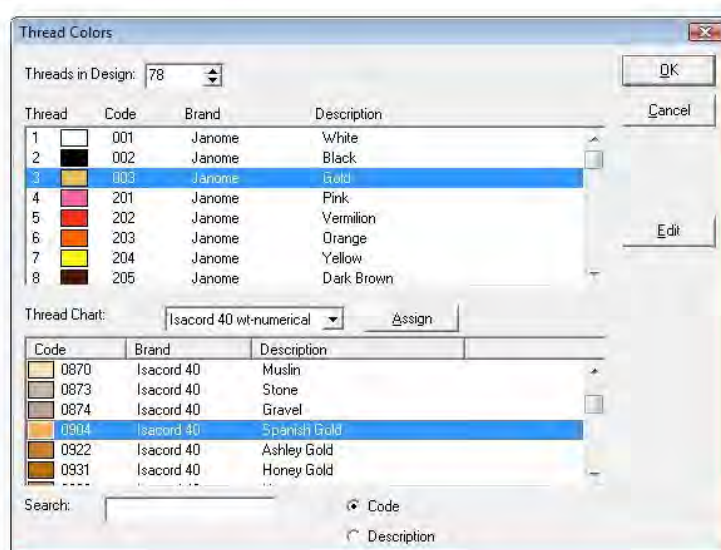 Thread Colors
Threads in Design: 78
OK
Thread Code Brand Description
Cancel
1 001 Janome White
2 002 Black
3 003 Janome Gold
4 201 Janome Pink
5 202 Janome Vermilion
6 203 Janome Orange
Edit
7 204 Janome Yellow
8 205 Janome Dark Brown
Thread Chart: Isacord 40 wt-numerical Assign
Code Brand Description
0870 Isacord 40 Muslin
0873 Isacord 40 Stone
0874 Isacord 40 Gravel
0904 Isacord 40 Spanish Gold
0922 Isacord 40 Ashley Gold
0931 Isacord 40 Honey Gold
Search: Code
Description